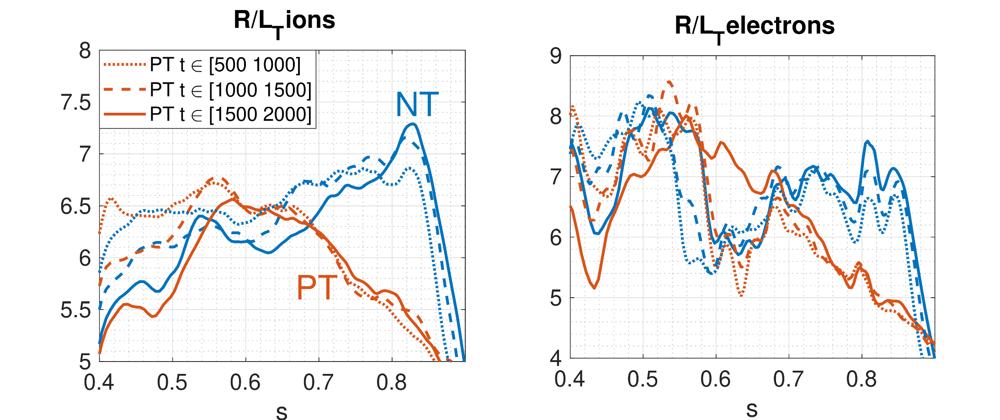 R/L_T ions
8
7.5
7
6.5
6
5.5
5
PT t ∈ [500 1000]
PT t ∈ [1000 1500]
PT t ∈ [1500 2000]
NT
PT
0.4 0.5 0.6 0.7 0.8
s
R/L_T electrons
9
8
7
6
5
4
0.4 0.5 0.6 0.7 0.8
s